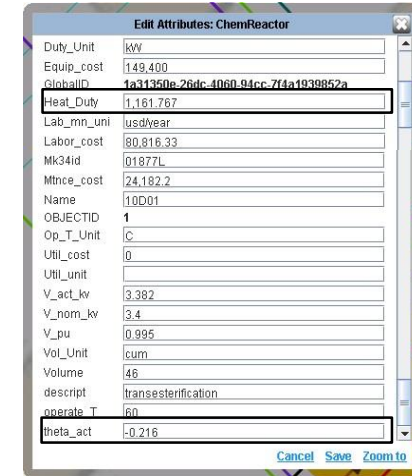 Edit Attributes: ChemReactor
Duty_Unit kW
Equip_cost 149,400
GlobalID 1a31350e-26dc-4060-94cc-7f4a1939852a
Heat_Duty 1,161.767
Lab_mn_uni usd/year
Labor_cost 80,816.33
Mk34id 01877L
Mtnce_cost 24,182.2
Name 10D01
OBJECTID 1
Op_T_Unit C
Util_cost 0
Util_unit
V_act_kv 3.382
V_nom_kv 3.4
V_pu 0.995
Vol_Unit cum
Volume 46
descript transesterification
operate_T 60
theta_act -0.216
Cancel Save Zoom to